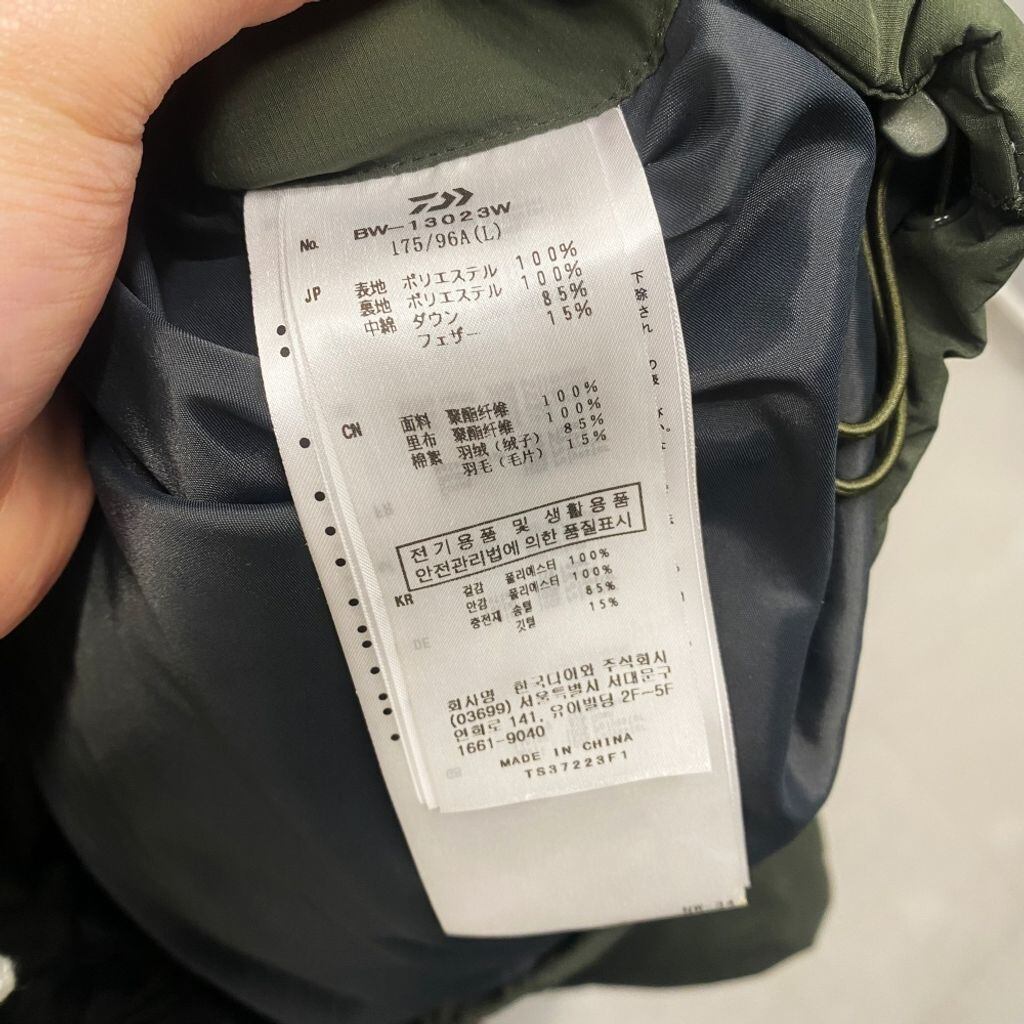 No. BW-13023W
175/96A(L)
JP 表地 ポリエステル 100%
裏地 ポリエステル 100%
中綿 ダウン 85%
フェザー 15%
CN 面料 聚酯纤维 100%
里布 聚酯纤维 100%
棉絮 羽绒(绒子) 85%
羽毛(毛片) 15%
전기용품 및 생활용품
안전관리법에 의한 품질표시
KR 겉감 폴리에스터 100%
안감 폴리에스터 100%
충전재 솜털 85%
깃털 15%
회사명 한국다이와 주식회사
(03699) 서울특별시 서대문구
연희로 141, 유이빌딩 2F~5F
1661-9040
MADE IN CHINA
TS37223F1